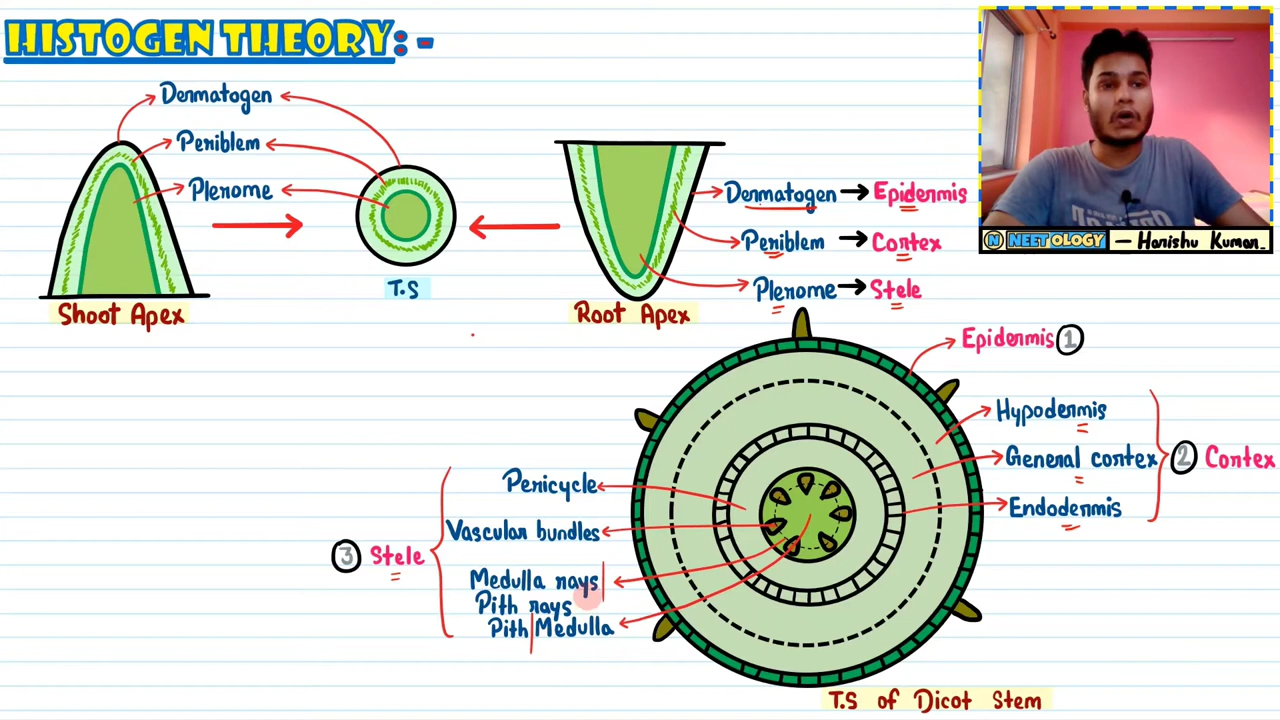 HISTOGEN THEORY:-
Dermatogen
Periblem
Plerome
Shoot Apex
T.S
Root Apex
Dermatogen → Epidermis
Periblem → Cortex
Plerome → Stele
N NEETOLOGY - Harishu Kumar
Epidermis 1
Hypodermis
General cortex
Endodermis
2 Cortex
Pericycle
Vascular bundles
3 Stele
Medulla rays
Pith rays
Pith Medulla
T.S of Dicot Stem